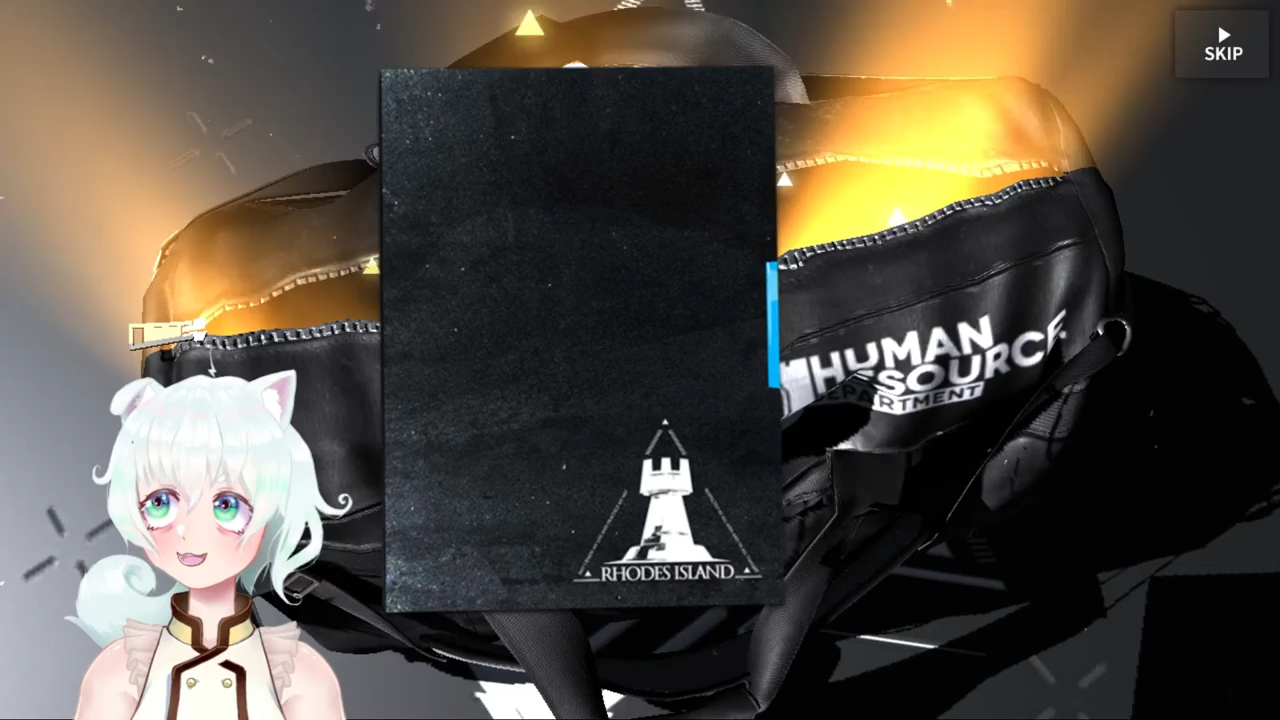 SKIP
HUMAN
RESOURCE
DEPARTMENT
RHODES ISLAND